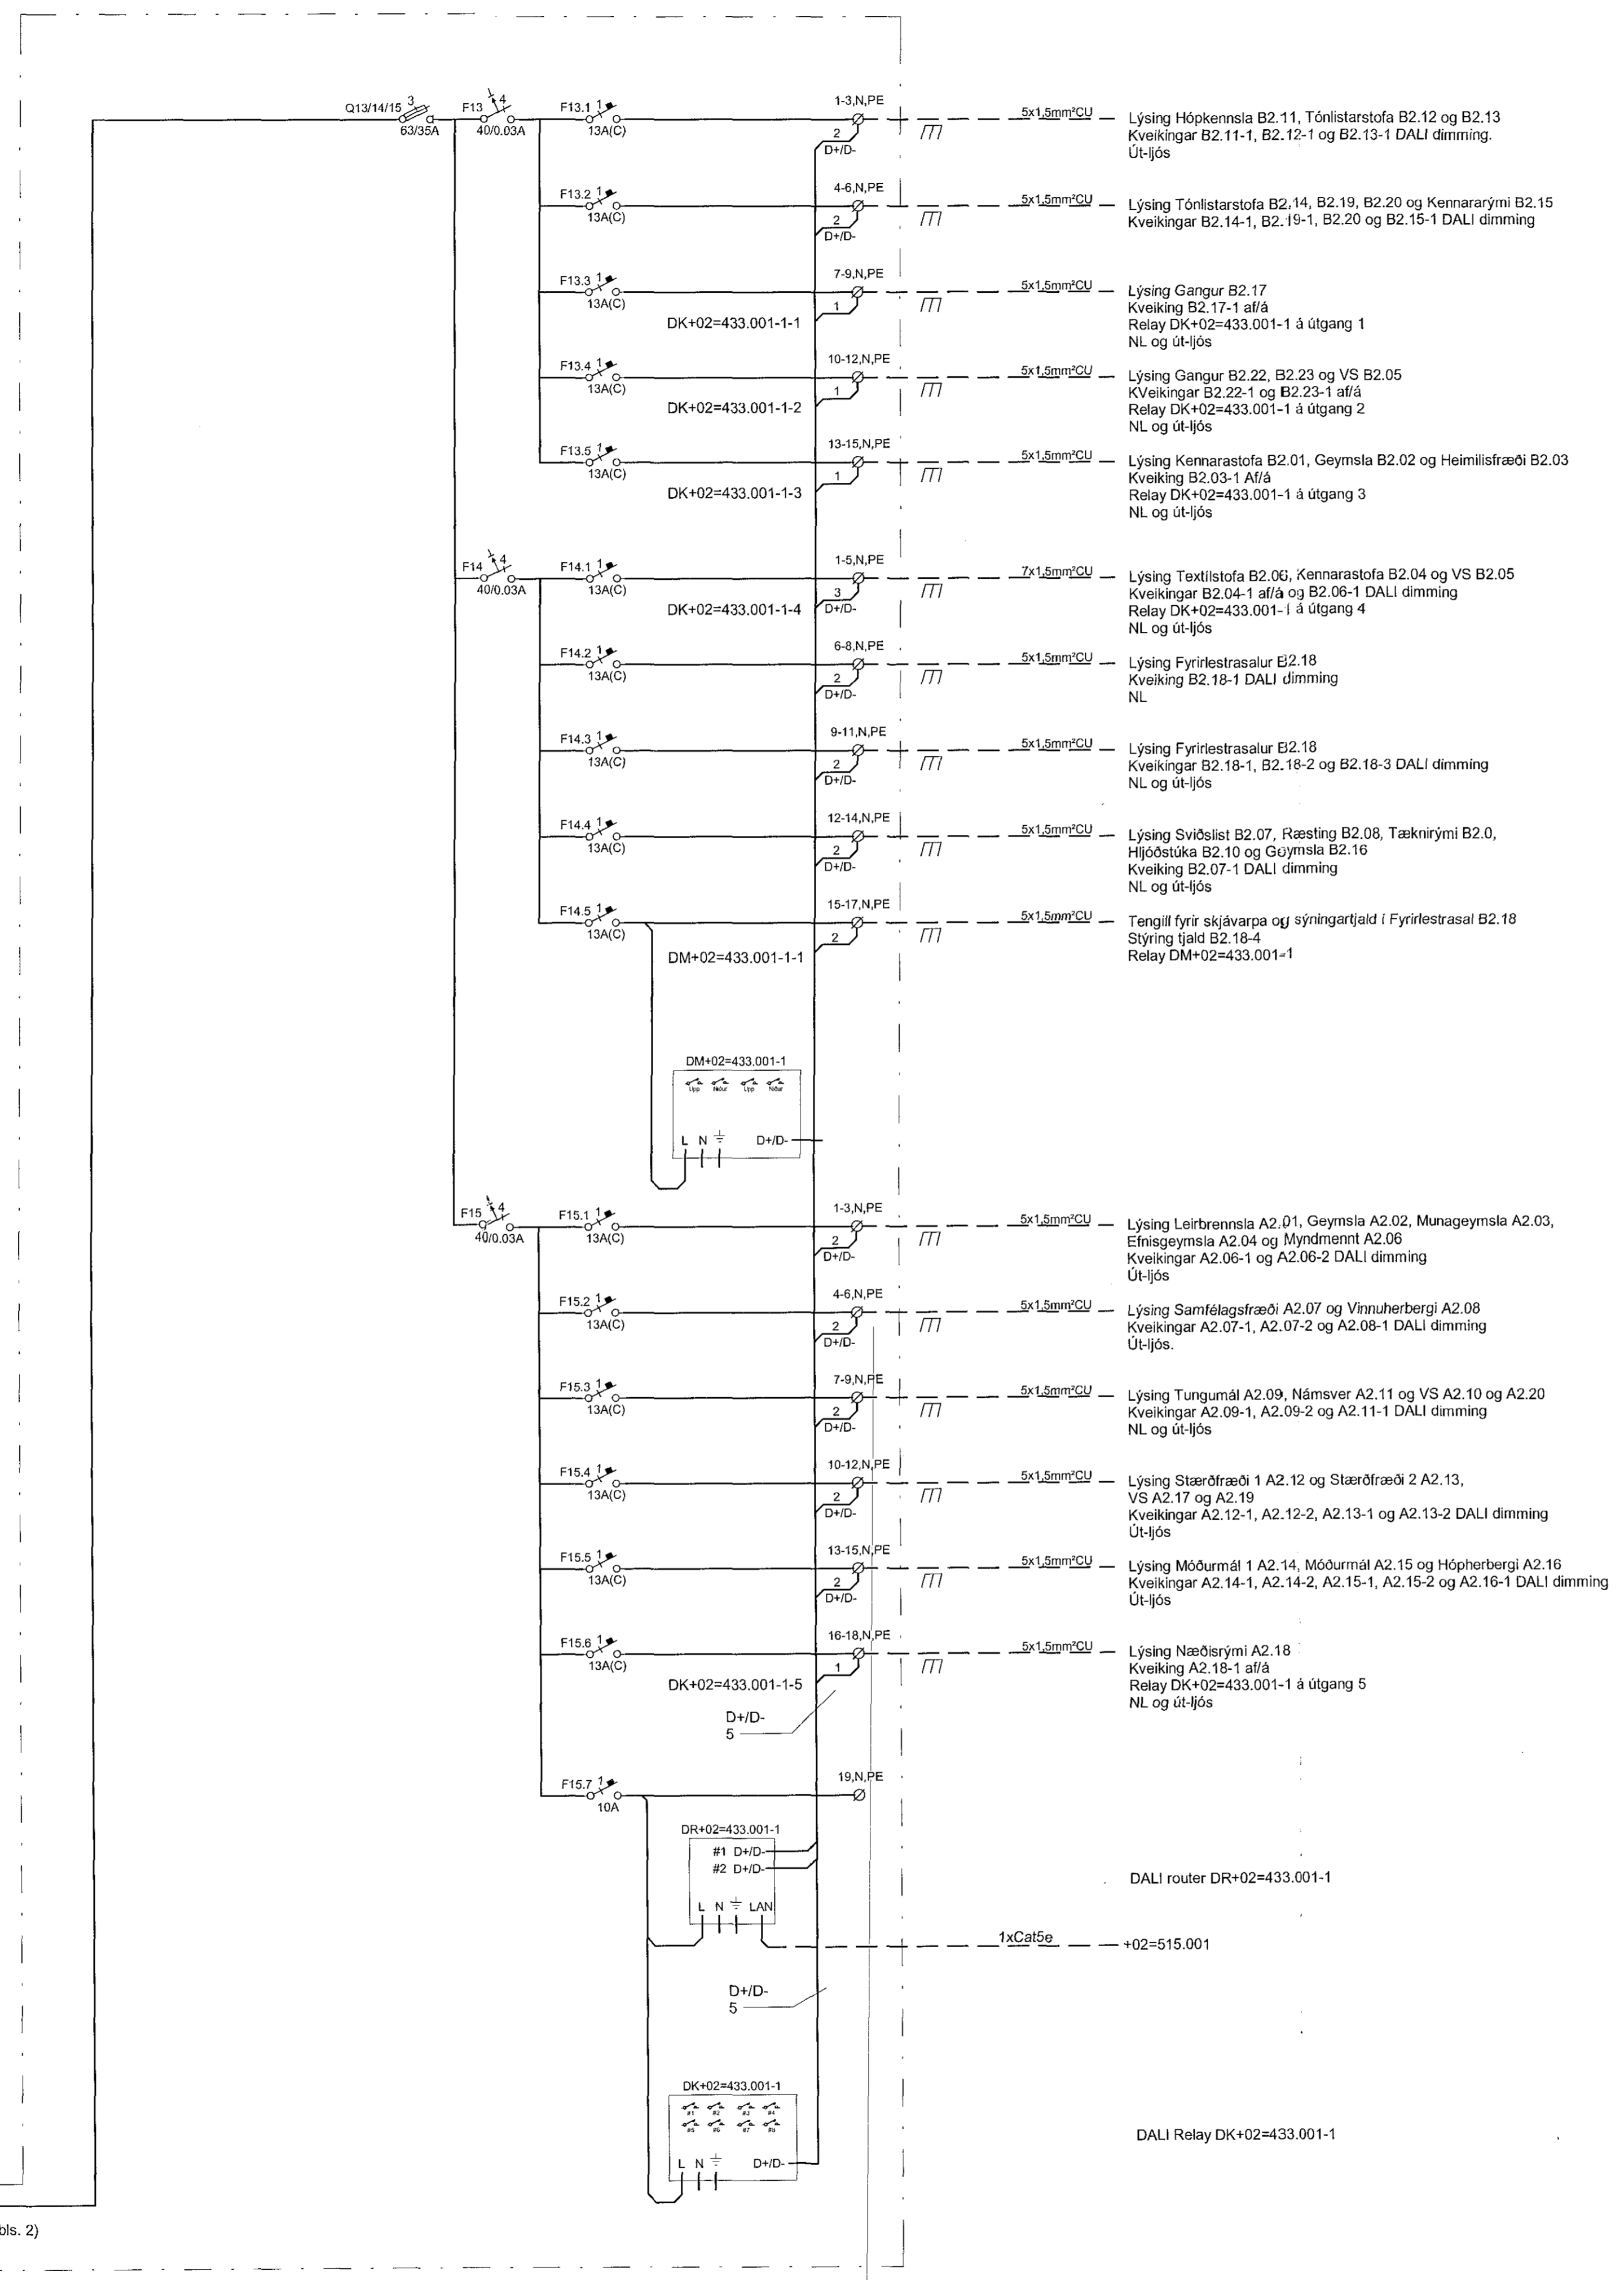 Q13/14/15 3
63/35A
F13 4
40/0.03A
F13.1 1
13A(C)
1-3,N,PE
2
D+/D-
5x1,5mm²CU
Lýsing Hópkennsla B2.11, Tónlistarstofa B2.12 og B2.13
Kveikingar B2.11-1, B2.12-1 og B2.13-1 DALI dimming.
Út-ljós
F13.2 1
13A(C)
4-6,N,PE
2
D+/D-
5x1,5mm²CU
Lýsing Tónlistarstofa B2.14, B2.19, B2.20 og Kennararými B2.15
Kveikingar B2.14-1, B2.19-1, B2.20 og B2.15-1 DALI dimming
F13.3 1
13A(C)
7-9,N,PE
1
DK+02=433.001-1-1
5x1,5mm²CU
Lýsing Gangur B2.17
Kveiking B2.17-1 af/á
Relay DK+02=433.001-1 á útgang 1
NL og út-ljós
F13.4 1
13A(C)
10-12,N,PE
1
DK+02=433.001-1-2
5x1,5mm²CU
Lýsing Gangur B2.22, B2.23 og VS B2.05
KVeikingar B2.22-1 og B2.23-1 af/á
Relay DK+02=433.001-1 á útgang 2
NL og út-ljós
F13.5 1
13A(C)
13-15,N,PE
1
DK+02=433.001-1-3
5x1,5mm²CU
Lýsing Kennarastofa B2.01, Geymsla B2.02 og Heimilisfræði B2.03
Kveiking B2.03-1 Af/á
Relay DK+02=433.001-1 á útgang 3
NL og út-ljós
F14 4
40/0.03A
F14.1 1
13A(C)
1-5,N,PE
3
D+/D-
DK+02=433.001-1-4
7x1,5mm²CU
Lýsing Textílstofa B2.06, Kennarastofa B2.04 og VS B2.05
Kveikingar B2.04-1 af/á og B2.06-1 DALI dimming
Relay DK+02=433.001-1 á útgang 4
NL og út-ljós
F14.2 1
13A(C)
6-8,N,PE
2
D+/D-
5x1,5mm²CU
Lýsing Fyrirlestrasalur B2.18
Kveiking B2.18-1 DALI dimming
NL
F14.3 1
13A(C)
9-11,N,PE
2
D+/D-
5x1,5mm²CU
Lýsing Fyrirlestrasalur B2.18
Kveikingar B2.18-1, B2.18-2 og B2.18-3 DALI dimming
NL og út-ljós
F14.4 1
13A(C)
12-14,N,PE
2
D+/D-
5x1,5mm²CU
Lýsing Sviðslist B2.07, Ræsting B2.08, Tæknirými B2.0,
Hljóðstúka B2.10 og Geymsla B2.16
Kveiking B2.07-1 DALI dimming
NL og út-ljós
F14.5 1
13A(C)
15-17,N,PE
2
DM+02=433.001-1-1
5x1,5mm²CU
Tengill fyrir skjávarpa og sýningartjald í Fyrirlestrasal B2.18
Stýring tjald B2.18-4
Relay DM+02=433.001-1
DM+02=433.001-1
Upp Niður Upp Niður
L N D+/D-
F15 4
40/0.03A
F15.1 1
13A(C)
1-3,N,PE
2
D+/D-
5x1,5mm²CU
Lýsing Leirbrennsla A2.01, Geymsla A2.02, Munageymsla A2.03,
Efnisgeymsla A2.04 og Myndmennt A2.06
Kveikingar A2.06-1 og A2.06-2 DALI dimming
Út-ljós
F15.2 1
13A(C)
4-6,N,PE
2
D+/D-
5x1,5mm²CU
Lýsing Samfélagsfræði A2.07 og Vinnuherbergi A2.08
Kveikingar A2.07-1, A2.07-2 og A2.08-1 DALI dimming
Út-ljós.
F15.3 1
13A(C)
7-9,N,PE
2
D+/D-
5x1,5mm²CU
Lýsing Tungumál A2.09, Námsver A2.11 og VS A2.10 og A2.20
Kveikingar A2.09-1, A2.09-2 og A2.11-1 DALI dimming
NL og út-ljós
F15.4 1
13A(C)
10-12,N,PE
2
D+/D-
5x1,5mm²CU
Lýsing Stærðfræði 1 A2.12 og Stærðfræði 2 A2.13,
VS A2.17 og A2.19
Kveikingar A2.12-1, A2.12-2, A2.13-1 og A2.13-2 DALI dimming
Út-ljós
F15.5 1
13A(C)
13-15,N,PE
2
D+/D-
5x1,5mm²CU
Lýsing Móðurmál 1 A2.14, Móðurmál A2.15 og Hópherbergi A2.16
Kveikingar A2.14-1, A2.14-2, A2.15-1, A2.15-2 og A2.16-1 DALI dimming
Út-ljós
F15.6 1
13A(C)
16-18,N,PE
1
DK+02=433.001-1-5
5x1,5mm²CU
Lýsing Næðisrými A2.18
Kveiking A2.18-1 af/á
Relay DK+02=433.001-1 á útgang 5
NL og út-ljós
D+/D-
5
F15.7 1
10A
19,N,PE
DR+02=433.001-1
#1 D+/D-
#2 D+/D-
L N LAN
DALI router DR+02=433.001-1
1xCat5e
+02=515.001
D+/D-
5
DK+02=433.001-1
#1 #2 #3 #4
#5 #6 #7 #8
L N D+/D-
DALI Relay DK+02=433.001-1
bls. 2)